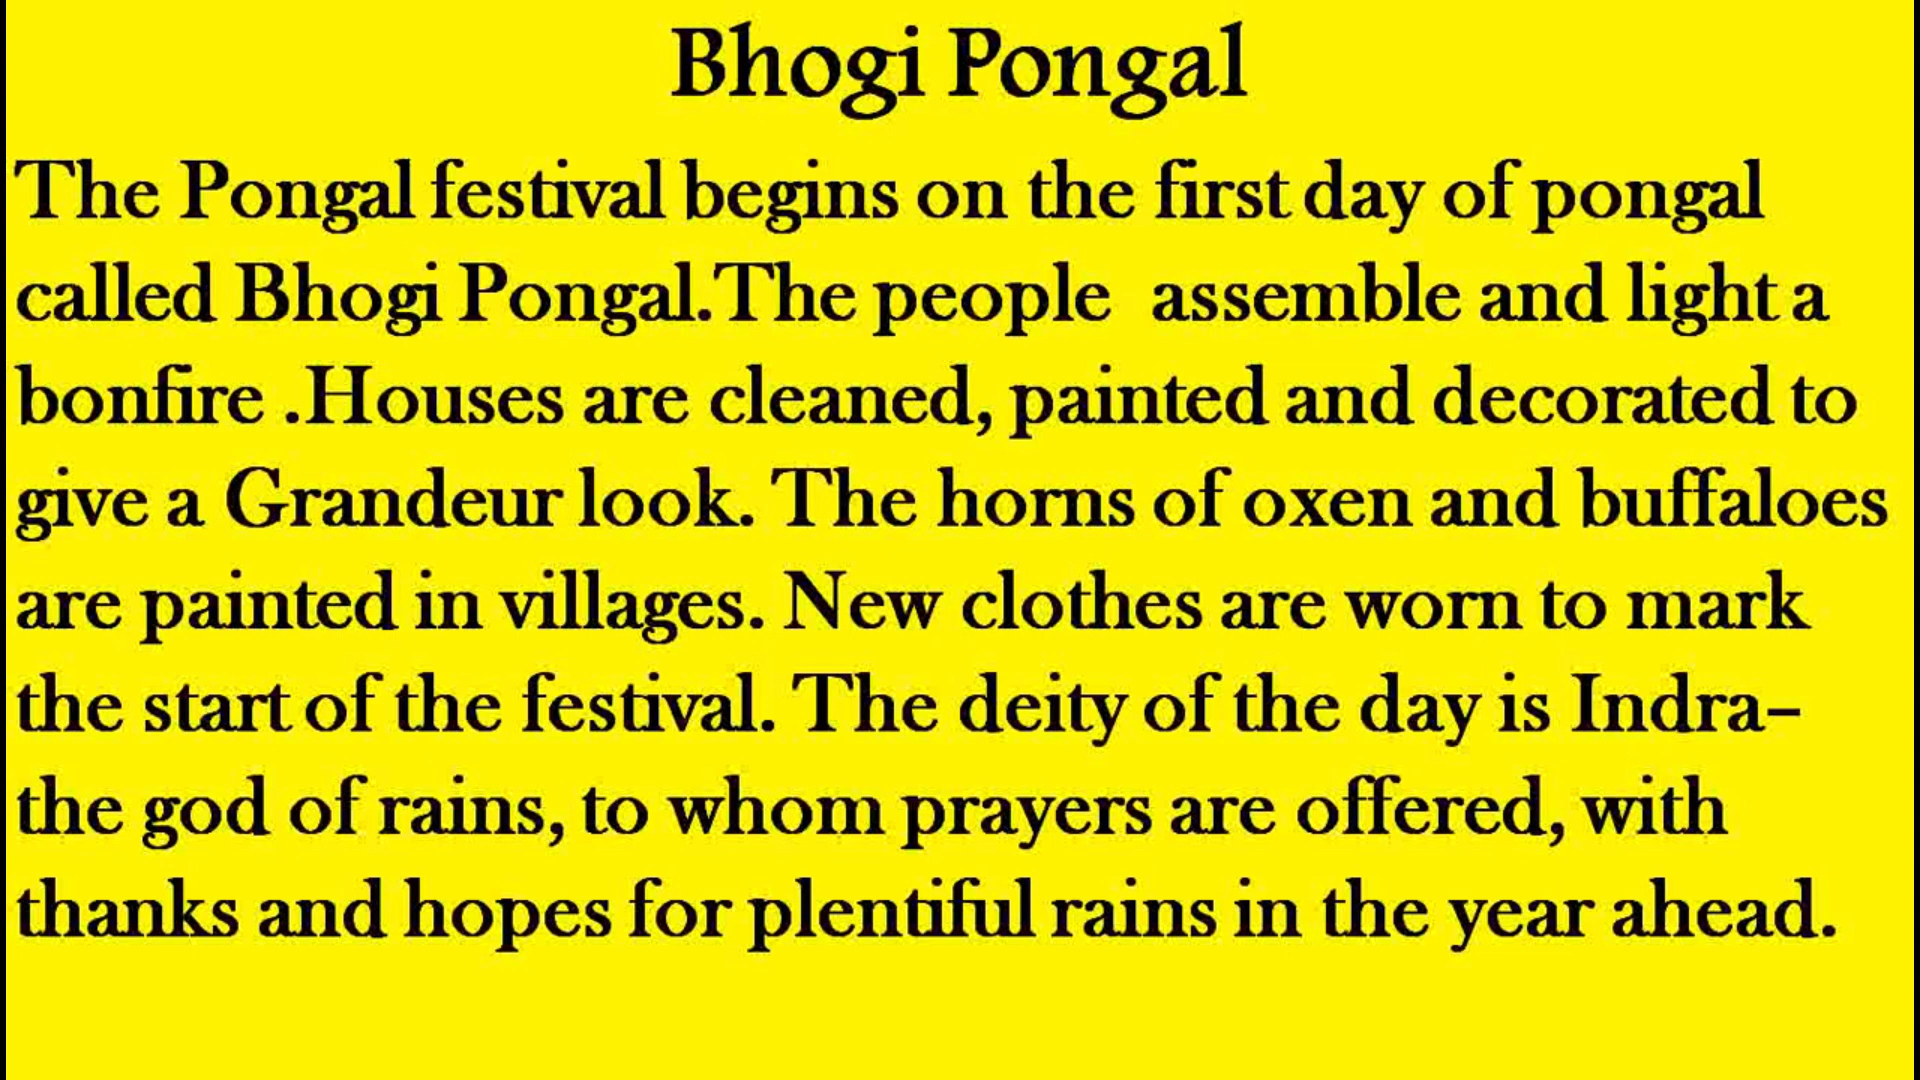 Bhogi Pongal
The Pongal festival begins on the first day of pongal
called Bhogi Pongal.The people  assemble and light a
bonfire .Houses are cleaned, painted and decorated to
give a Grandeur look. The horns of oxen and buffaloes
are painted in villages. New clothes are worn to mark
the start of the festival. The deity of the day is Indra–
the god of rains, to whom prayers are offered, with
thanks and hopes for plentiful rains in the year ahead.